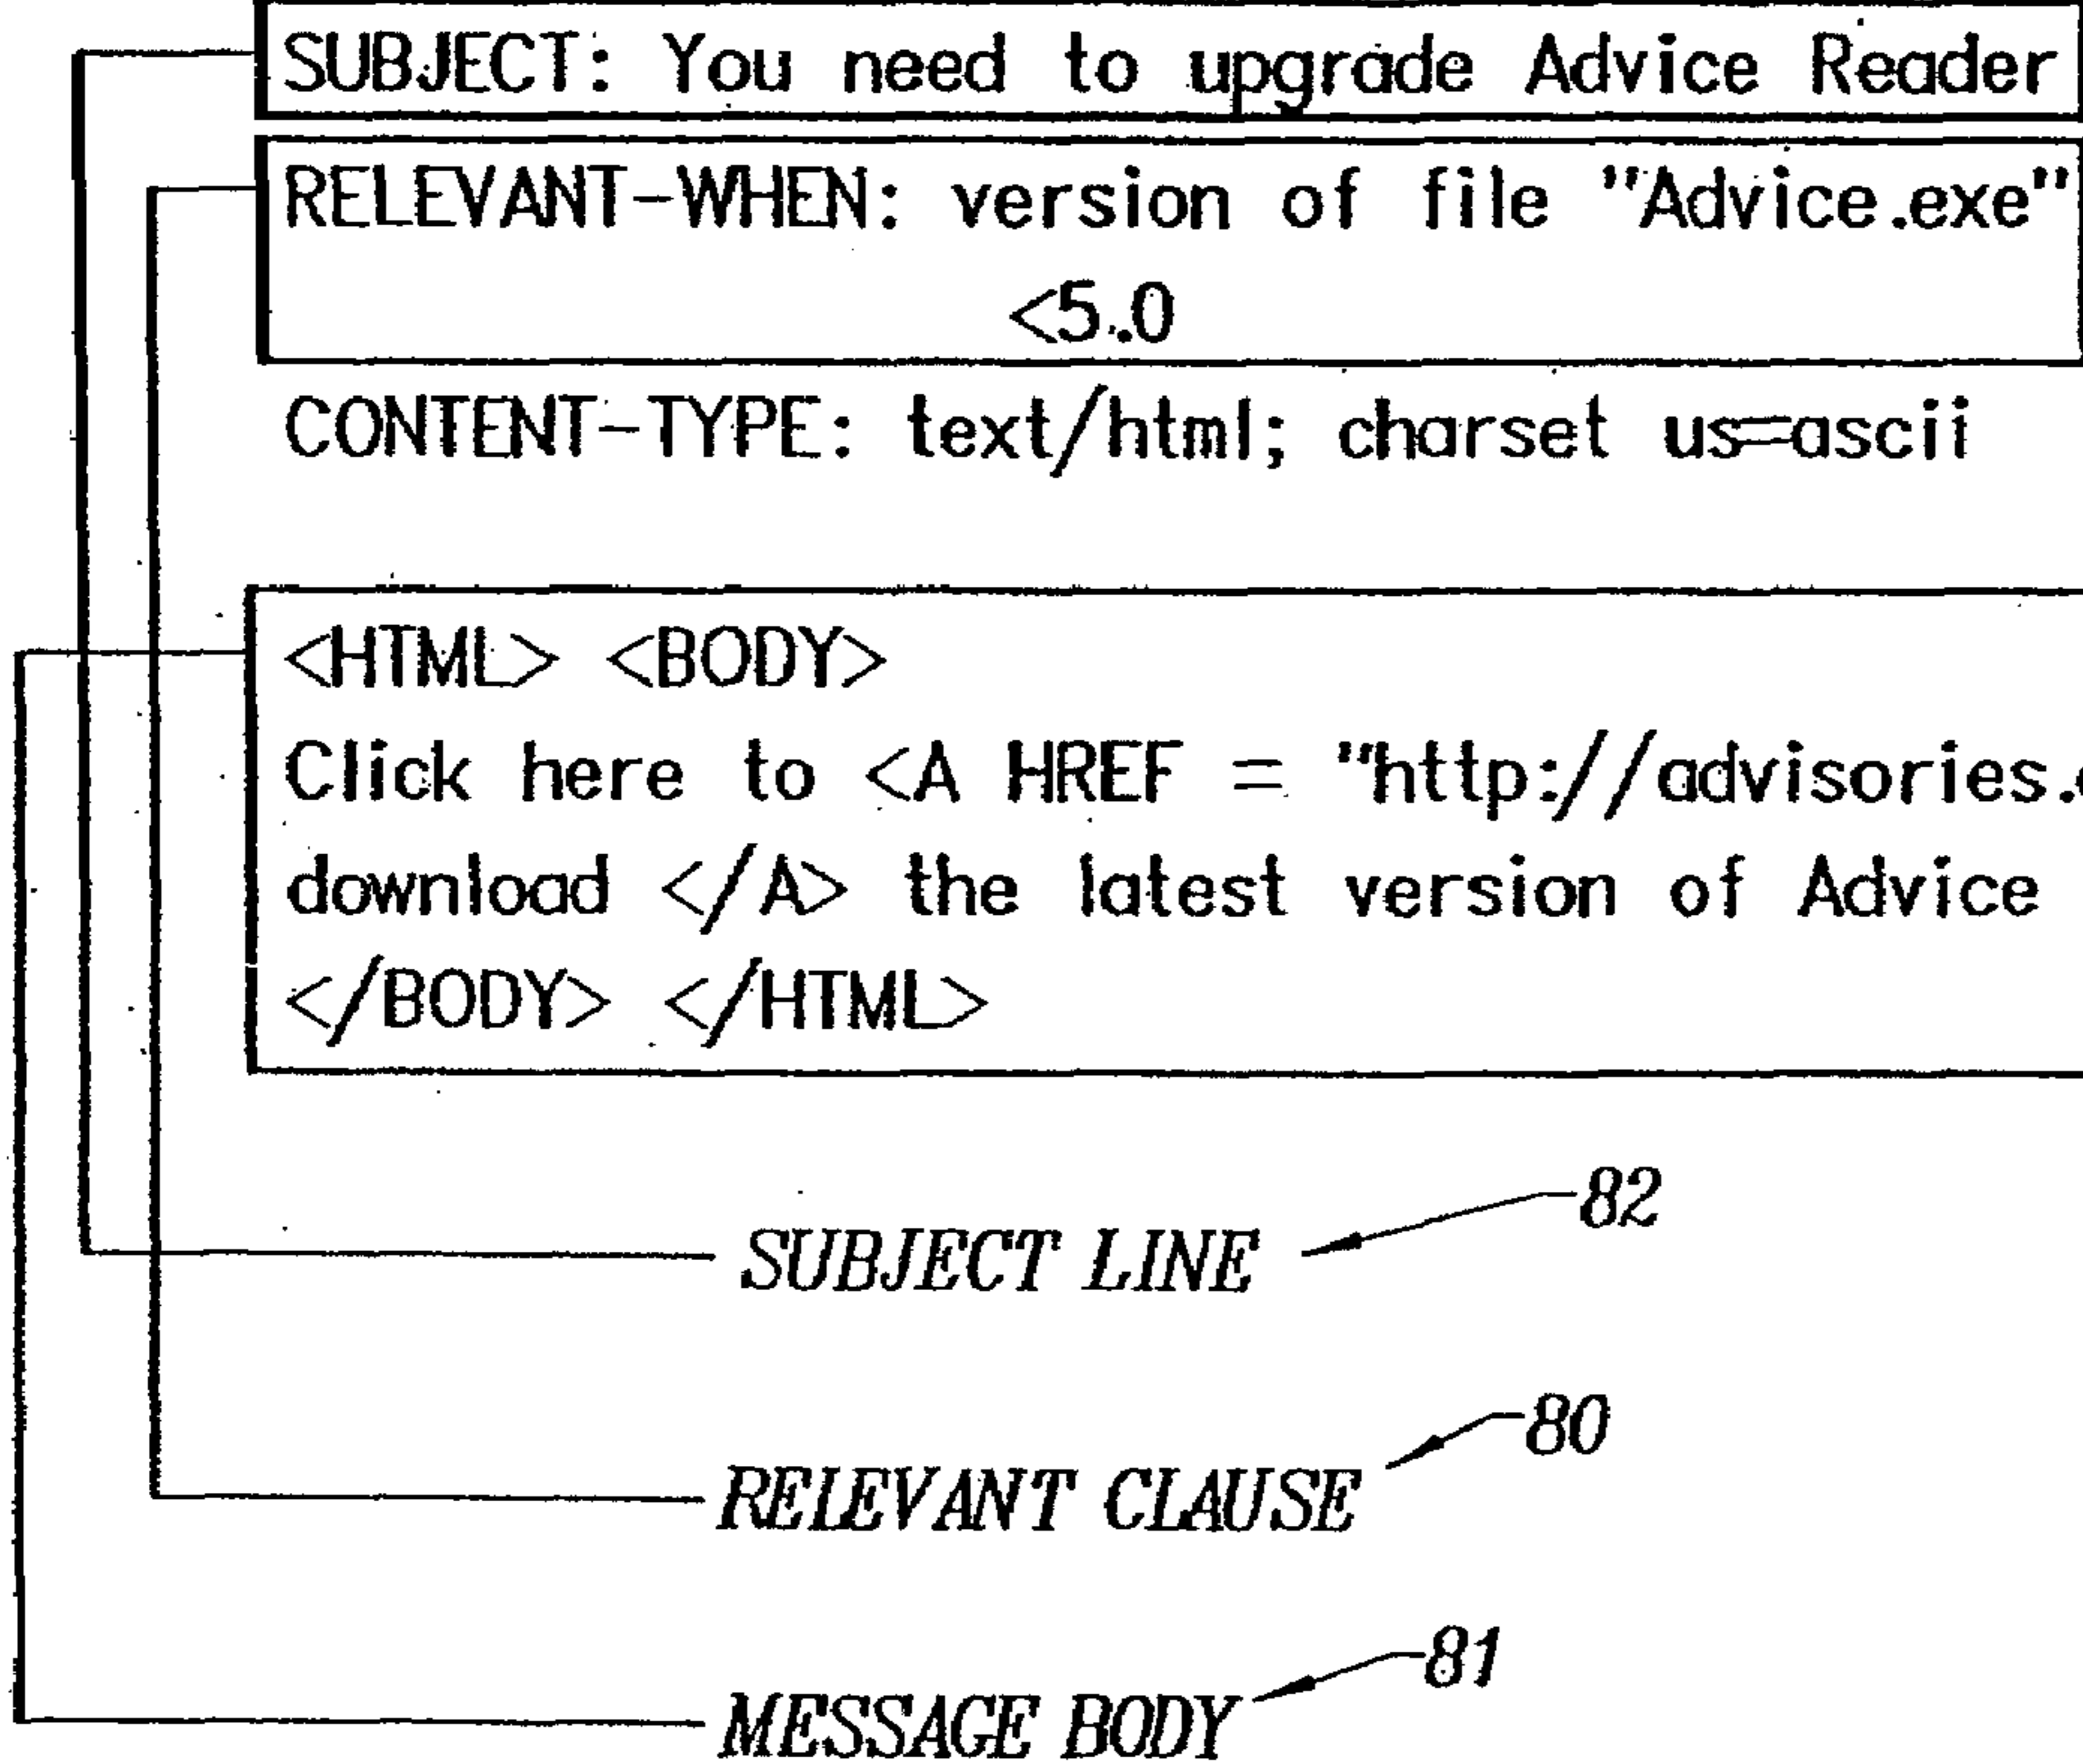 SUBJECT: You need to upgrade Advice Reader
RELEVANT-WHEN: version of file "Advice.exe"
<5.0
CONTENT-TYPE: text/html; charset us=ascii
<HTML> <BODY>
Click here to <A HREF = "http://advisories.
download </A> the latest version of Advice
</BODY> </HTML>
SUBJECT LINE 82
RELEVANT CLAUSE 80
MESSAGE BODY 81